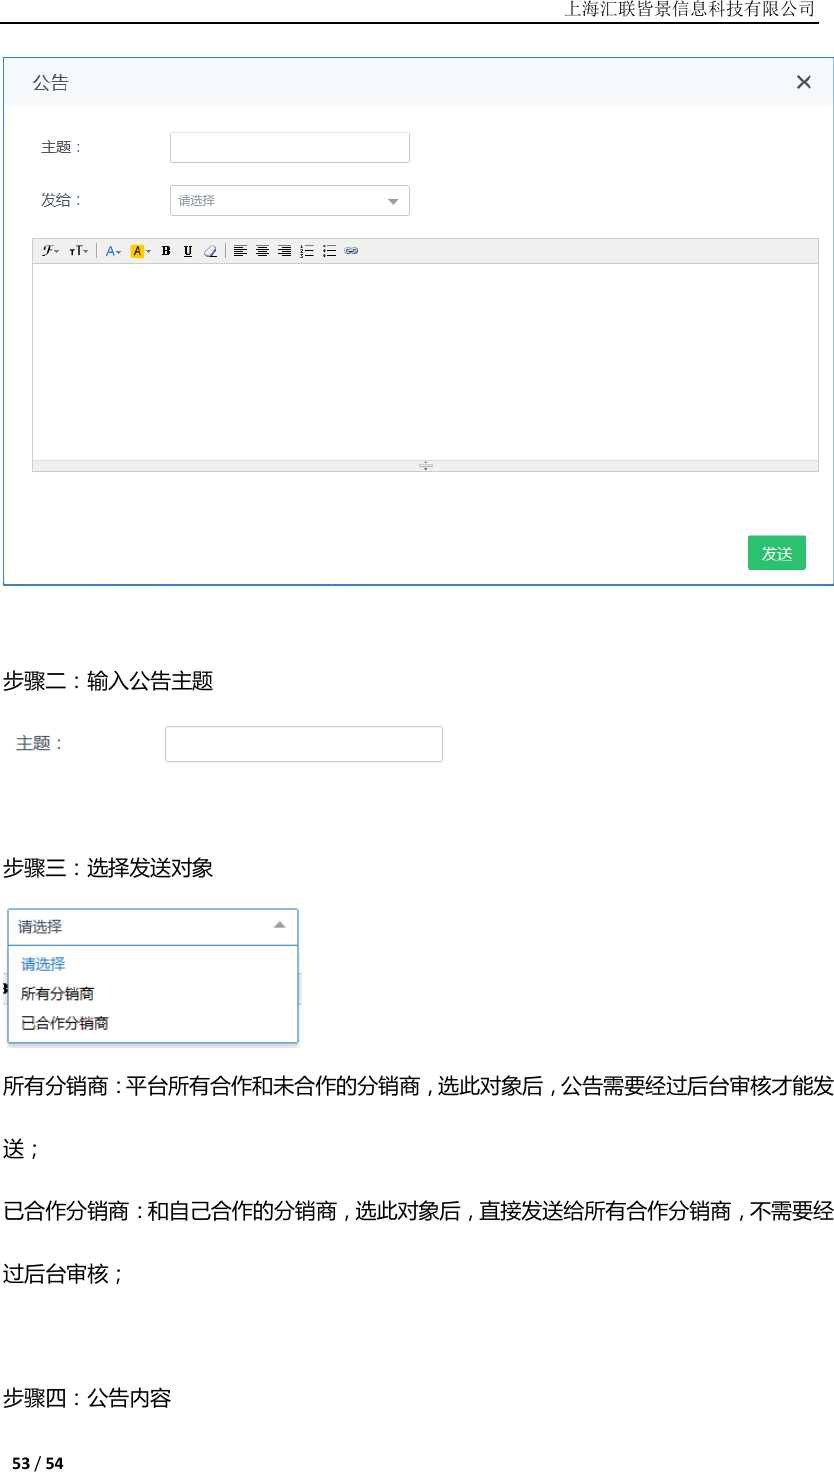 上海汇联皆景信息科技有限公司
公告
主题：
发给：
请选择
发送
步骤二：输入公告主题
主题：
步骤三：选择发送对象
请选择
请选择
所有分销商
已合作分销商
所有分销商：平台所有合作和未合作的分销商，选此对象后，公告需要经过后台审核才能发
送；
已合作分销商：和自己合作的分销商，选此对象后，直接发送给所有合作分销商，不需要经
过后台审核；
步骤四：公告内容
53 / 54